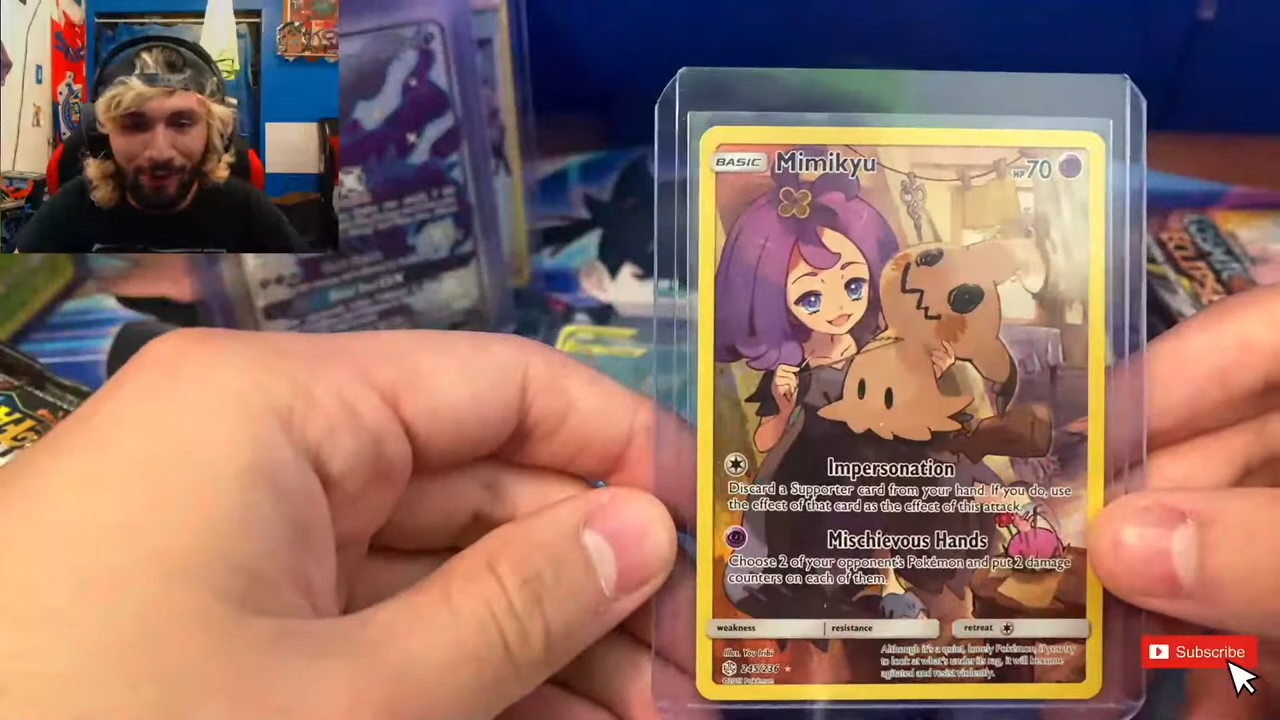 BASIC Mimikyu HP 70
Impersonation
Discard a Supporter card from your hand. If you do, use
the effect of that card as the effect of this attack.
Mischievous Hands
Choose 2 of your opponent's Pokémon and put 2 damage
counters on each of them.
weakness resistance retreat
Illus. You Iribi
245/236
©2019 Pokémon
Although it's a quiet, lonely Pokémon, if you try
to look at what's under its rag, it will become
agitated and resist violently.
Subscribe